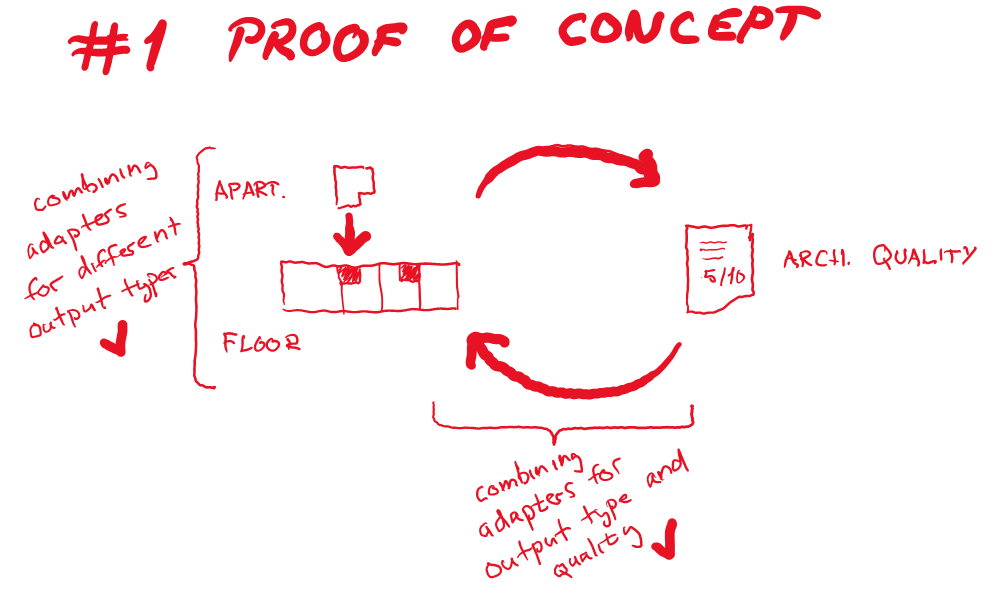 #1 PROOF OF CONCEPT
combining
adapters
for different
output types
APART.
FLOOR
5/10
ARCH. QUALITY
combining
adapters for
output type and
quality